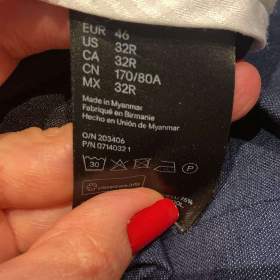 EUR 46
US 32R
CA 32R
CN 170/80A
MX 32R
Made in Myanmar
Fabriqué en Birmanie
Hecho en Unión de Myanmar
O/N 203406
P/N 0714032 1
30 P